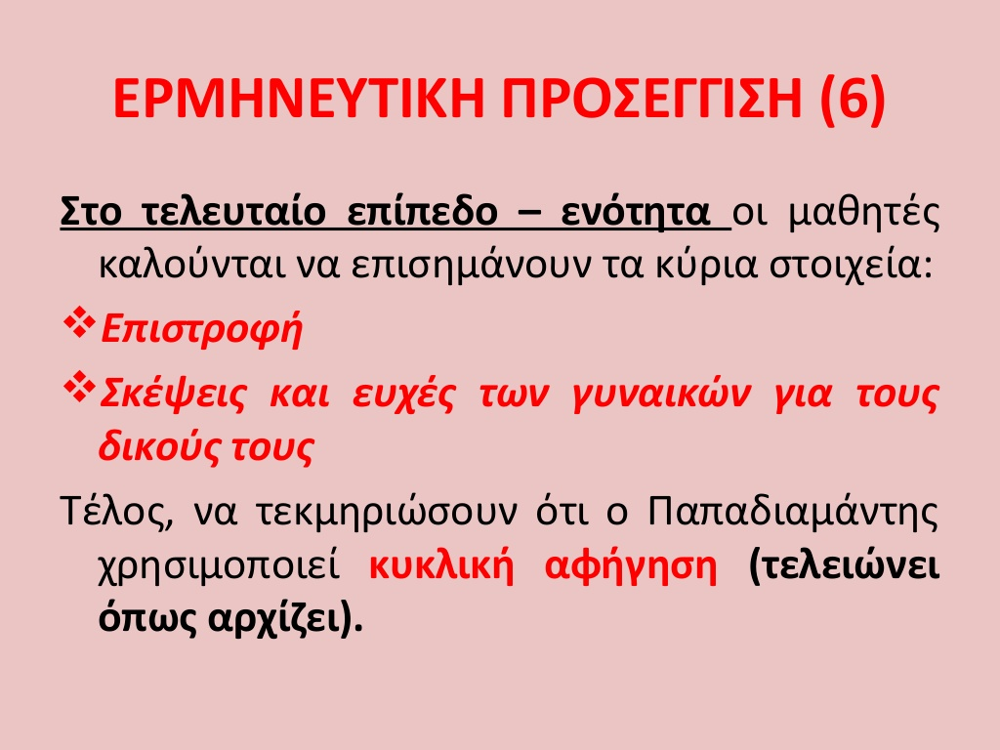 ΕΡΜΗΝΕΥΤΙΚΗ ΠΡΟΣΕΓΓΙΣΗ (6)
Στο τελευταίο επίπεδο – ενότητα οι μαθητές
καλούνται να επισημάνουν τα κύρια στοιχεία:
❖Επιστροφή
❖Σκέψεις και ευχές των γυναικών για τους
δικούς τους
Τέλος, να τεκμηριώσουν ότι ο Παπαδιαμάντης
χρησιμοποιεί κυκλική αφήγηση (τελειώνει
όπως αρχίζει).